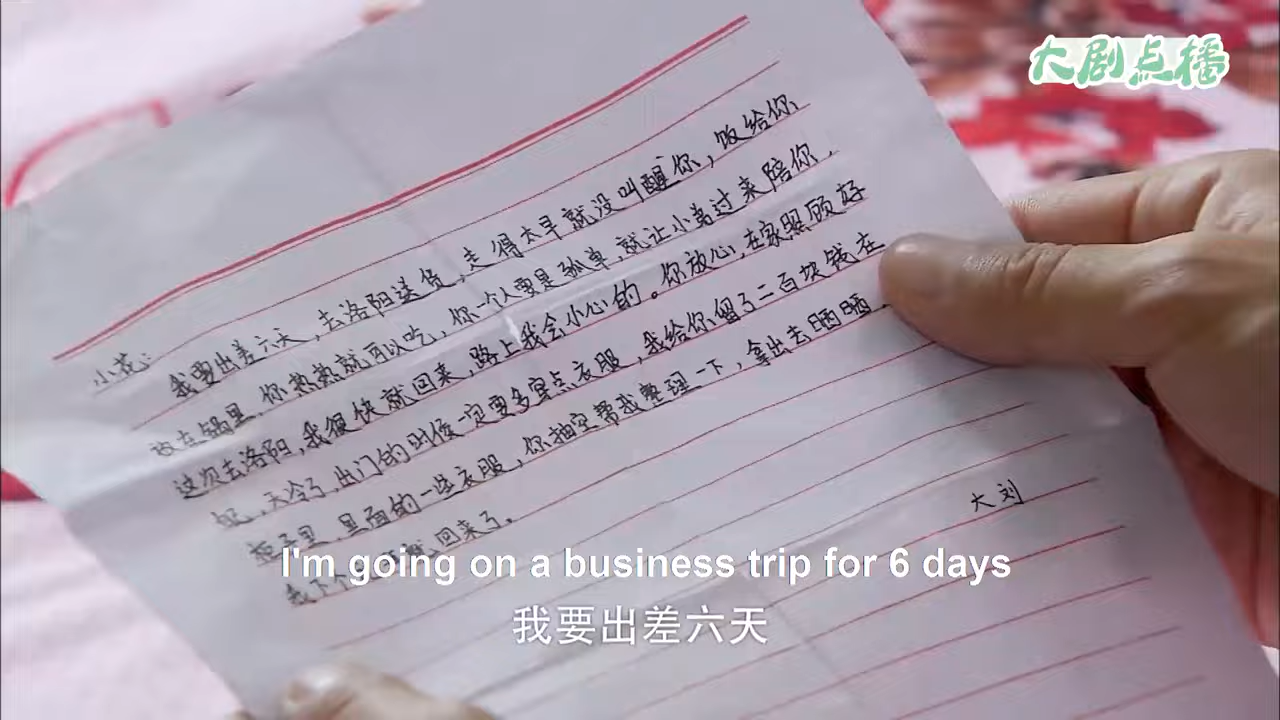 大剧点播
小花:
我要出差六天，去洛阳送货，走得太早就没叫醒你，饭给你
放在锅里，你热热就可以吃，你一个人要是孤单，就让小弟过来陪你，
这次去洛阳，我很快就回来，路上我会小心的。你放心，在家照顾好
，天冷了，出门的时候一定要多穿点衣服，我给你留了二百块钱在
柜子里，里面的一些衣服，你抽空帮我整理一下，拿出去晒晒，
我下个 回来了。
大刘
I'm going on a business trip for 6 days
我要出差六天